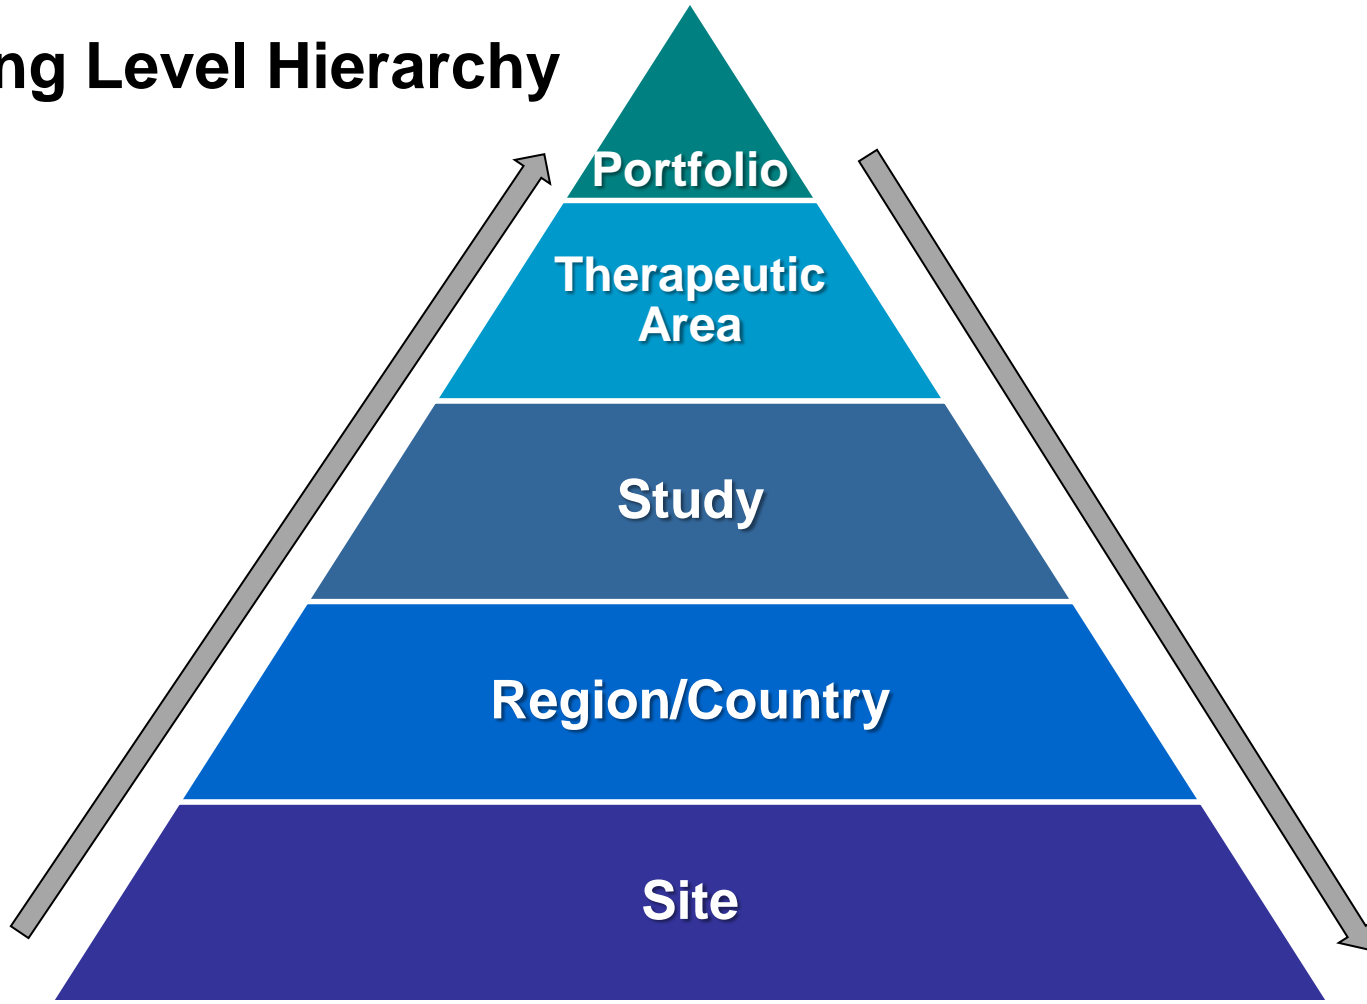 ng Level Hierarchy
Portfolio
Therapeutic
Area
Study
Region/Country
Site